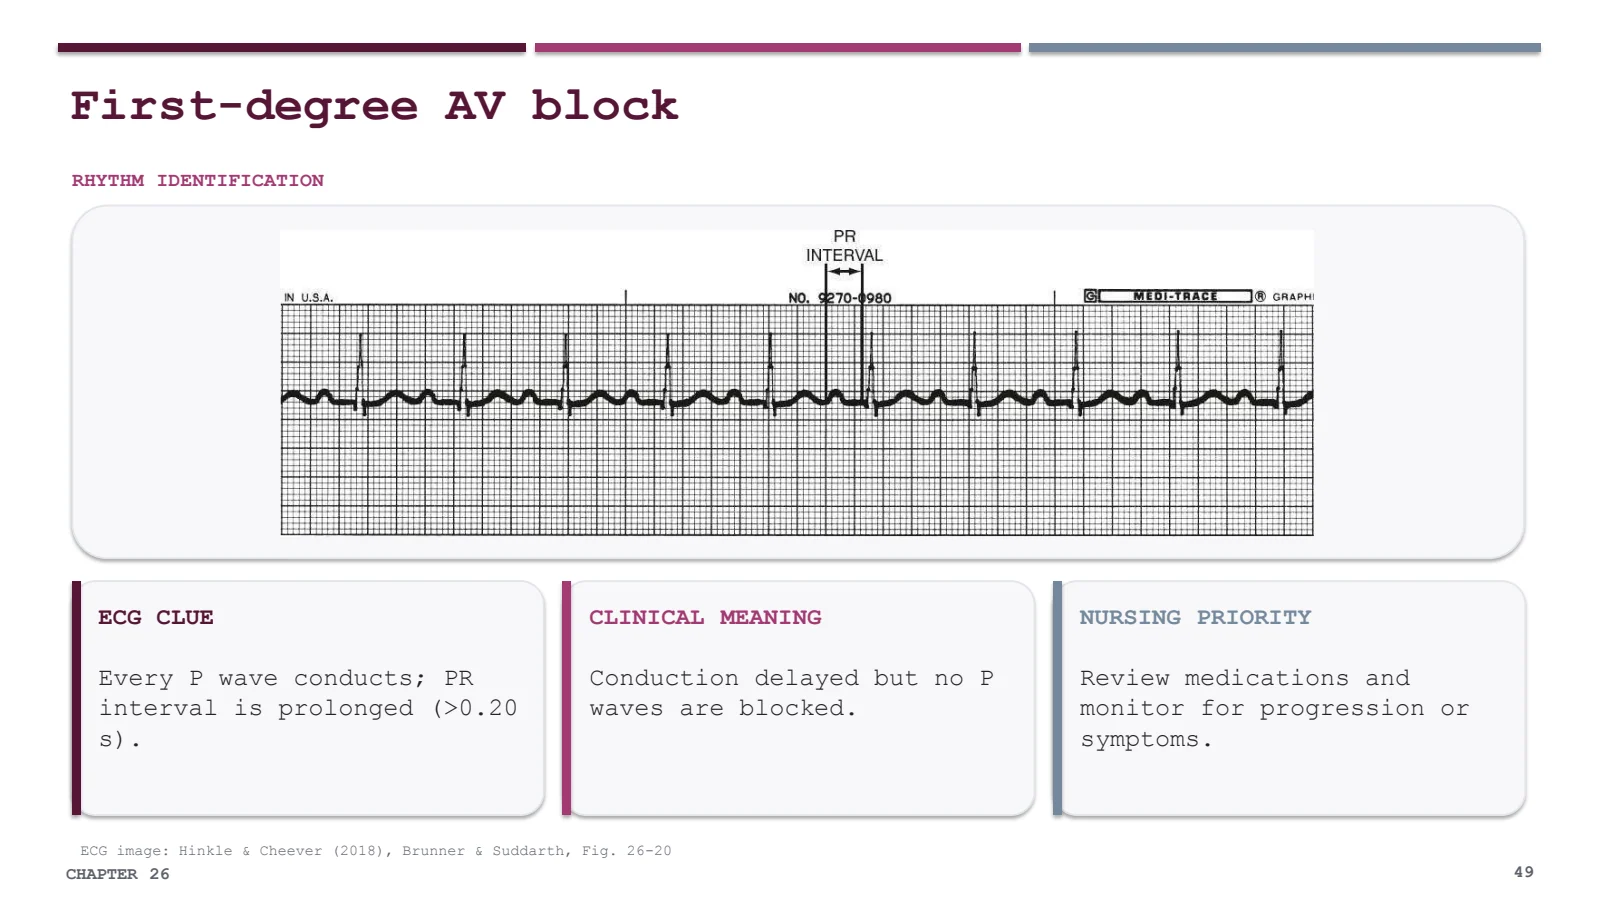 First-degree AV block
RHYTHM IDENTIFICATION
PR
INTERVAL
IN U.S.A.
NO. 9270-0980
G MEDI-TRACE ® GRAPHI
ECG CLUE
Every P wave conducts; PR
interval is prolonged (>0.20
s).
CLINICAL MEANING
Conduction delayed but no P
waves are blocked.
NURSING PRIORITY
Review medications and
monitor for progression or
symptoms.
ECG image: Hinkle & Cheever (2018), Brunner & Suddarth, Fig. 26-20
CHAPTER 26
49